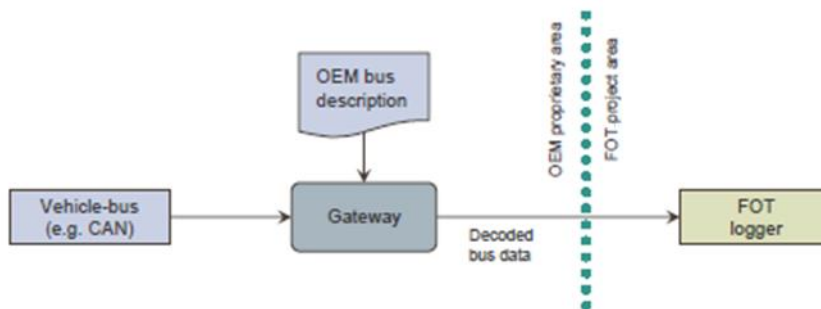 OEM bus
description
OEM proprietary area
FOT-project area
Vehicle-bus
(e.g. CAN)
Gateway
Decoded
bus data
FOT
logger